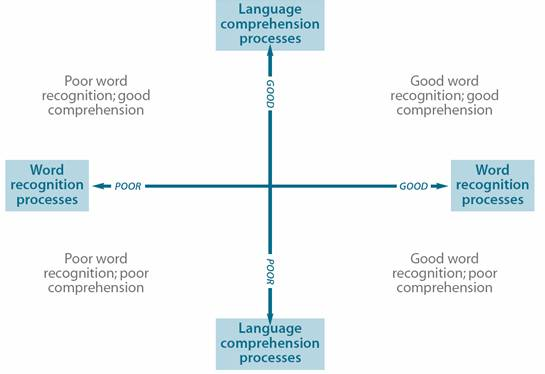 Language
comprehension
processes
GOOD
Poor word
recognition; good
comprehension
Good word
recognition; good
comprehension
Word
recognition
processes
POOR
GOOD
Word
recognition
processes
Poor word
recognition; poor
comprehension
POOR
Good word
recognition; poor
comprehension
Language
comprehension
processes